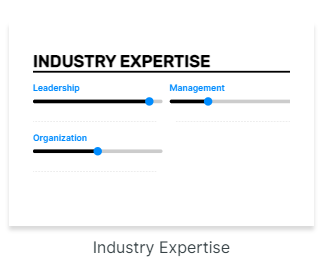 INDUSTRY EXPERTISE
Leadership Management
Organization
Industry Expertise